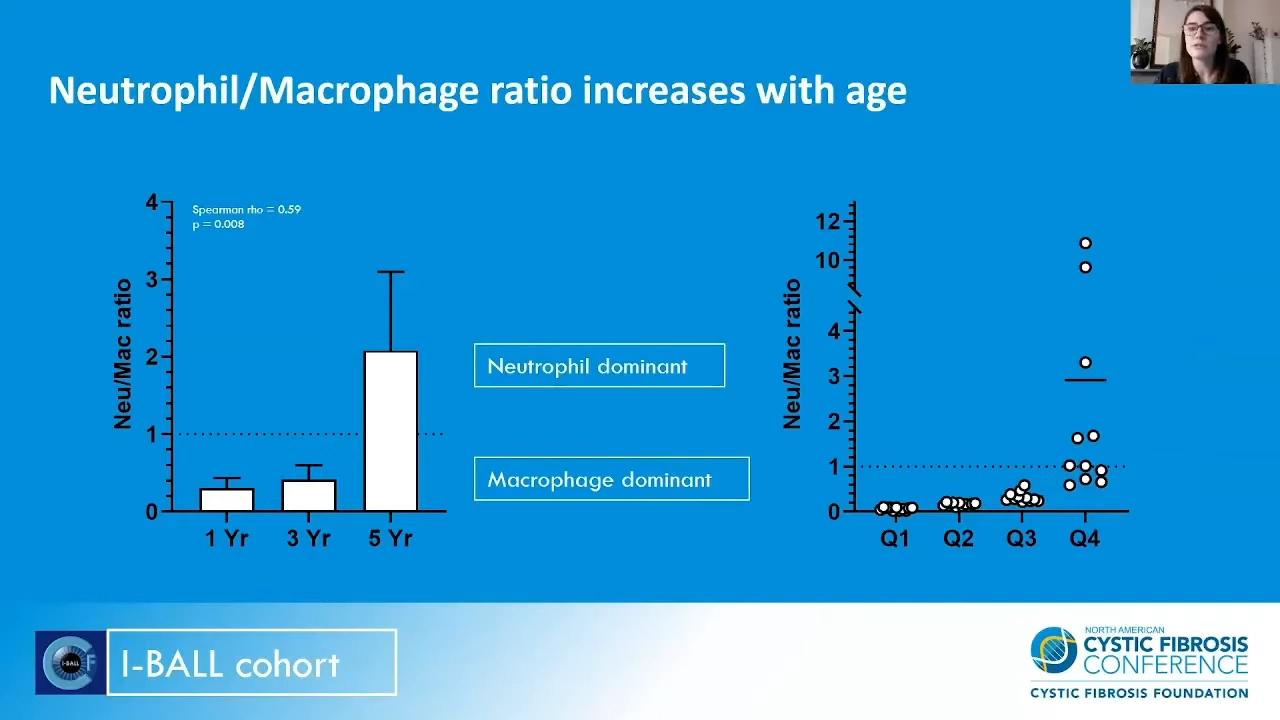 Neutrophil/Macrophage ratio increases with age
Spearman rho = 0.59
p = 0.008
Neu/Mac ratio
4
3
2
1
0
1 Yr
3 Yr
5 Yr
Neutrophil dominant
Macrophage dominant
Neu/Mac ratio
12
10
4
3
2
1
0
Q1
Q2
Q3
Q4
I-BALL
CF
I-BALL cohort
NORTH AMERICAN
CYSTIC FIBROSIS
CONFERENCE
CYSTIC FIBROSIS FOUNDATION